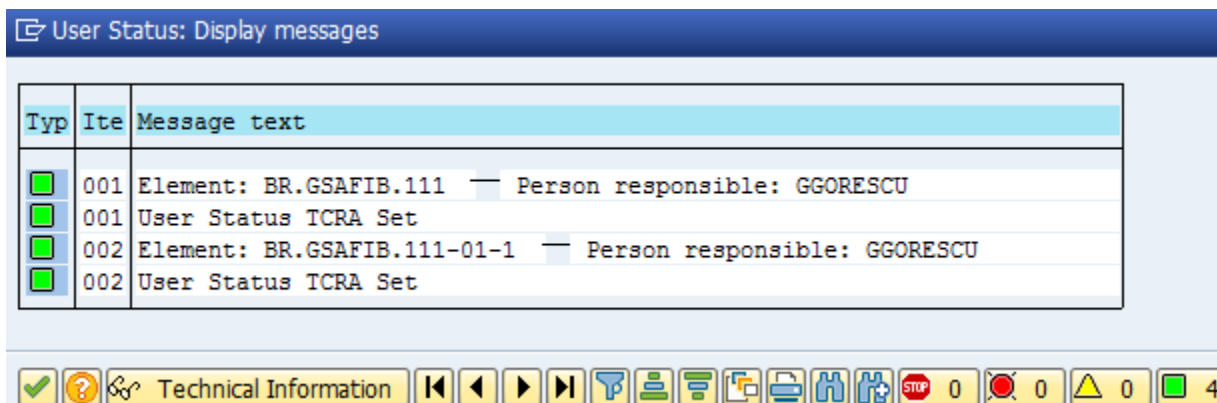 User Status: Display messages
Typ Ite Message text
001 Element: BR.GSAFIB.111 — Person responsible: GGORESCU
001 User Status TCRA Set
002 Element: BR.GSAFIB.111-01-1 — Person responsible: GGORESCU
002 User Status TCRA Set
Technical Information STOP 0 0 0 4